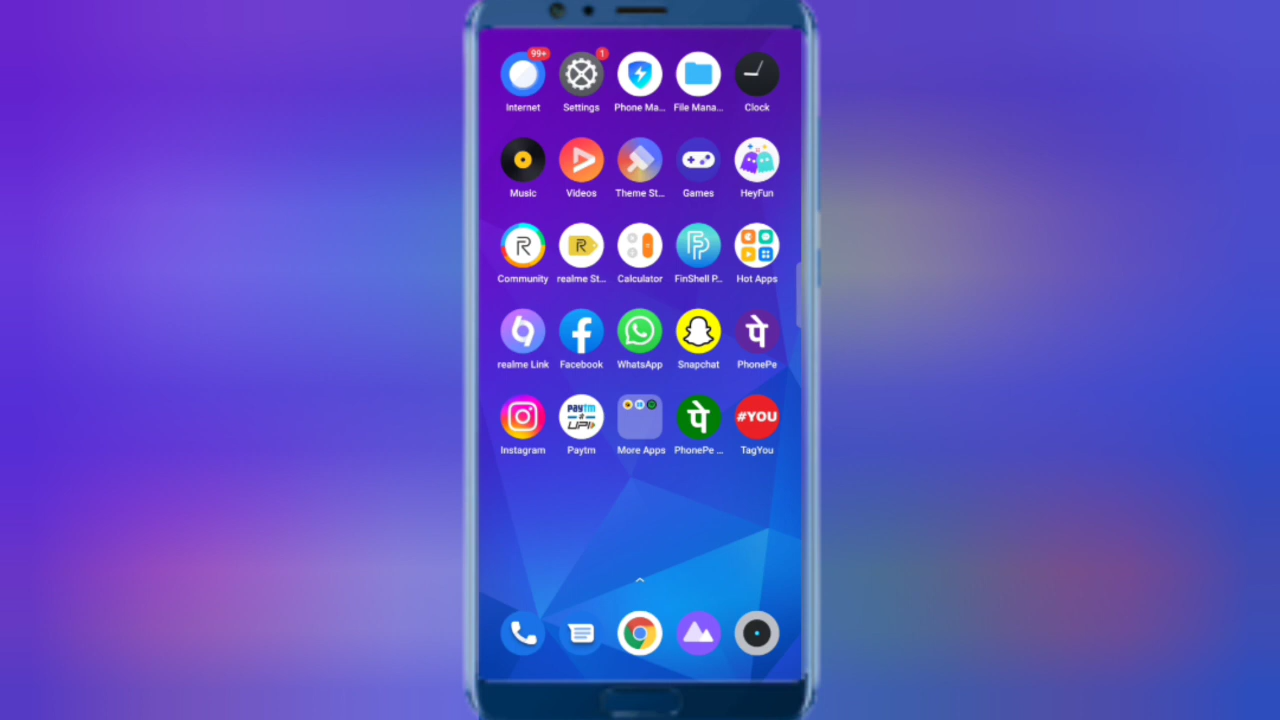 99+
1
Internet
Settings
Phone Ma...
File Mana...
Clock
Music
Videos
Theme St...
Games
HeyFun
R
R
Community
realme St...
Calculator
FinShell P...
Hot Apps
पे
realme Link
Facebook
WhatsApp
Snapchat
PhonePe
paytm
UPI
पे
#YOU
Instagram
Paytm
More Apps
PhonePe ...
TagYou